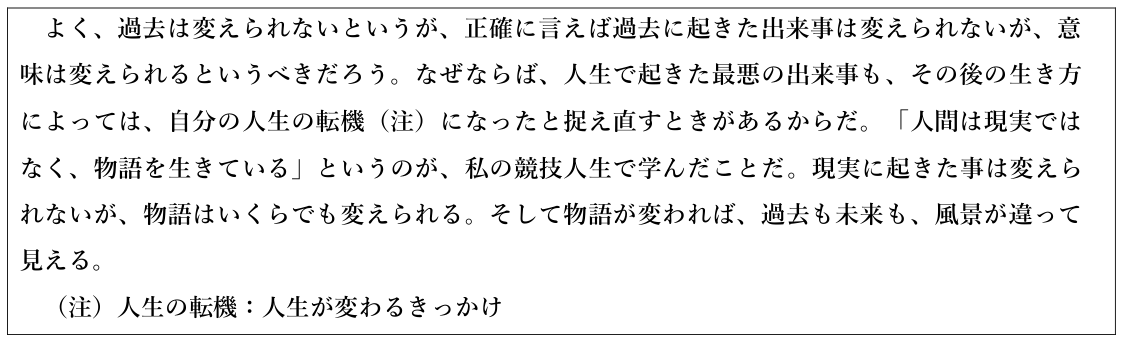 よく、過去は変えられないというが、正確に言えば過去に起きた出来事は変えられないが、意
味は変えられるというべきだろう。なぜならば、人生で起きた最悪の出来事も、その後の生き方
によっては、自分の人生の転機（注）になったと捉え直すときがあるからだ。「人間は現実では
なく、物語を生きている」というのが、私の競技人生で学んだことだ。現実に起きた事は変えら
れないが、物語はいくらでも変えられる。そして物語が変われば、過去も未来も、風景が違って
見える。
（注）人生の転機：人生が変わるきっかけ